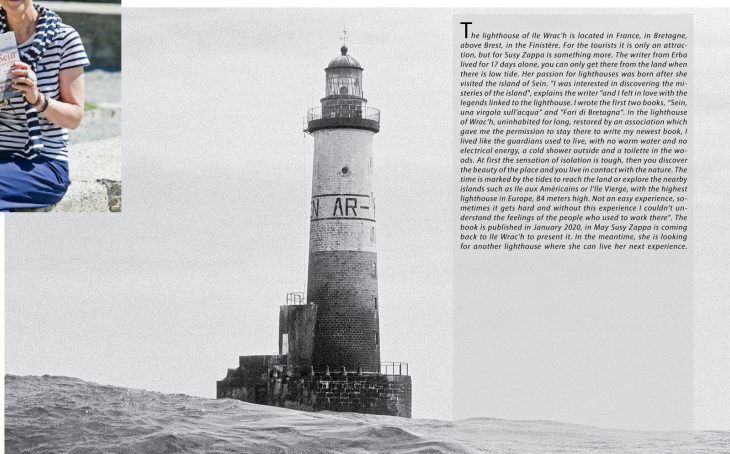 Sein
N AR-
The lighthouse of Ile Wrac'h is located in France, in Bretagne,
above Brest, in the Finistère. For the tourists it is only an attrac-
tion, but for Susy Zappa is something more. The writer from Erba
lived for 17 days alone, you can only get there from the land when
there is low tide. Her passion for lighthouses was born after she
visited the island of Sein. "I was interested in discovering the mi-
steries of the island", explains the writer "and I felt in love with the
legends linked to the lighthouse. I wrote the first two books, "Sein,
una virgola sull'acqua" and "Fari di Bretagna". In the lighthouse
of Wrac'h, uninhabited for long, restored by an association which
gave me the permission to stay there to write my newest book, I
lived like the guardians used to live, with no warm water and no
electrical energy, a cold shower outside and a toilette in the wo-
ods. At first the sensation of isolation is tough, then you discover
the beauty of the place and you live in contact with the nature. The
time is marked by the tides to reach the land or explore the nearby
islands such as Ile aux Américains or l'Ile Vierge, with the highest
lighthouse in Europe, 84 meters high. Not an easy experience, so-
metimes it gets hard and without this experience I couldn't un-
derstand the feelings of the people who used to work there". The
book is published in January 2020, in May Susy Zappa is coming
back to Ile Wrac'h to present it. In the meantime, she is looking
for another lighthouse where she can live her next experience.